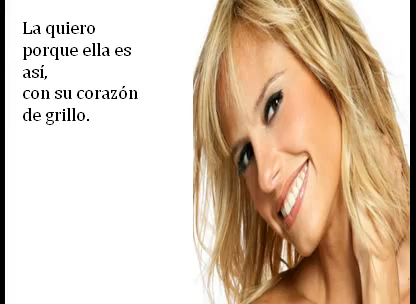 La quiero
porque ella es
así,
con su corazón
de grillo.